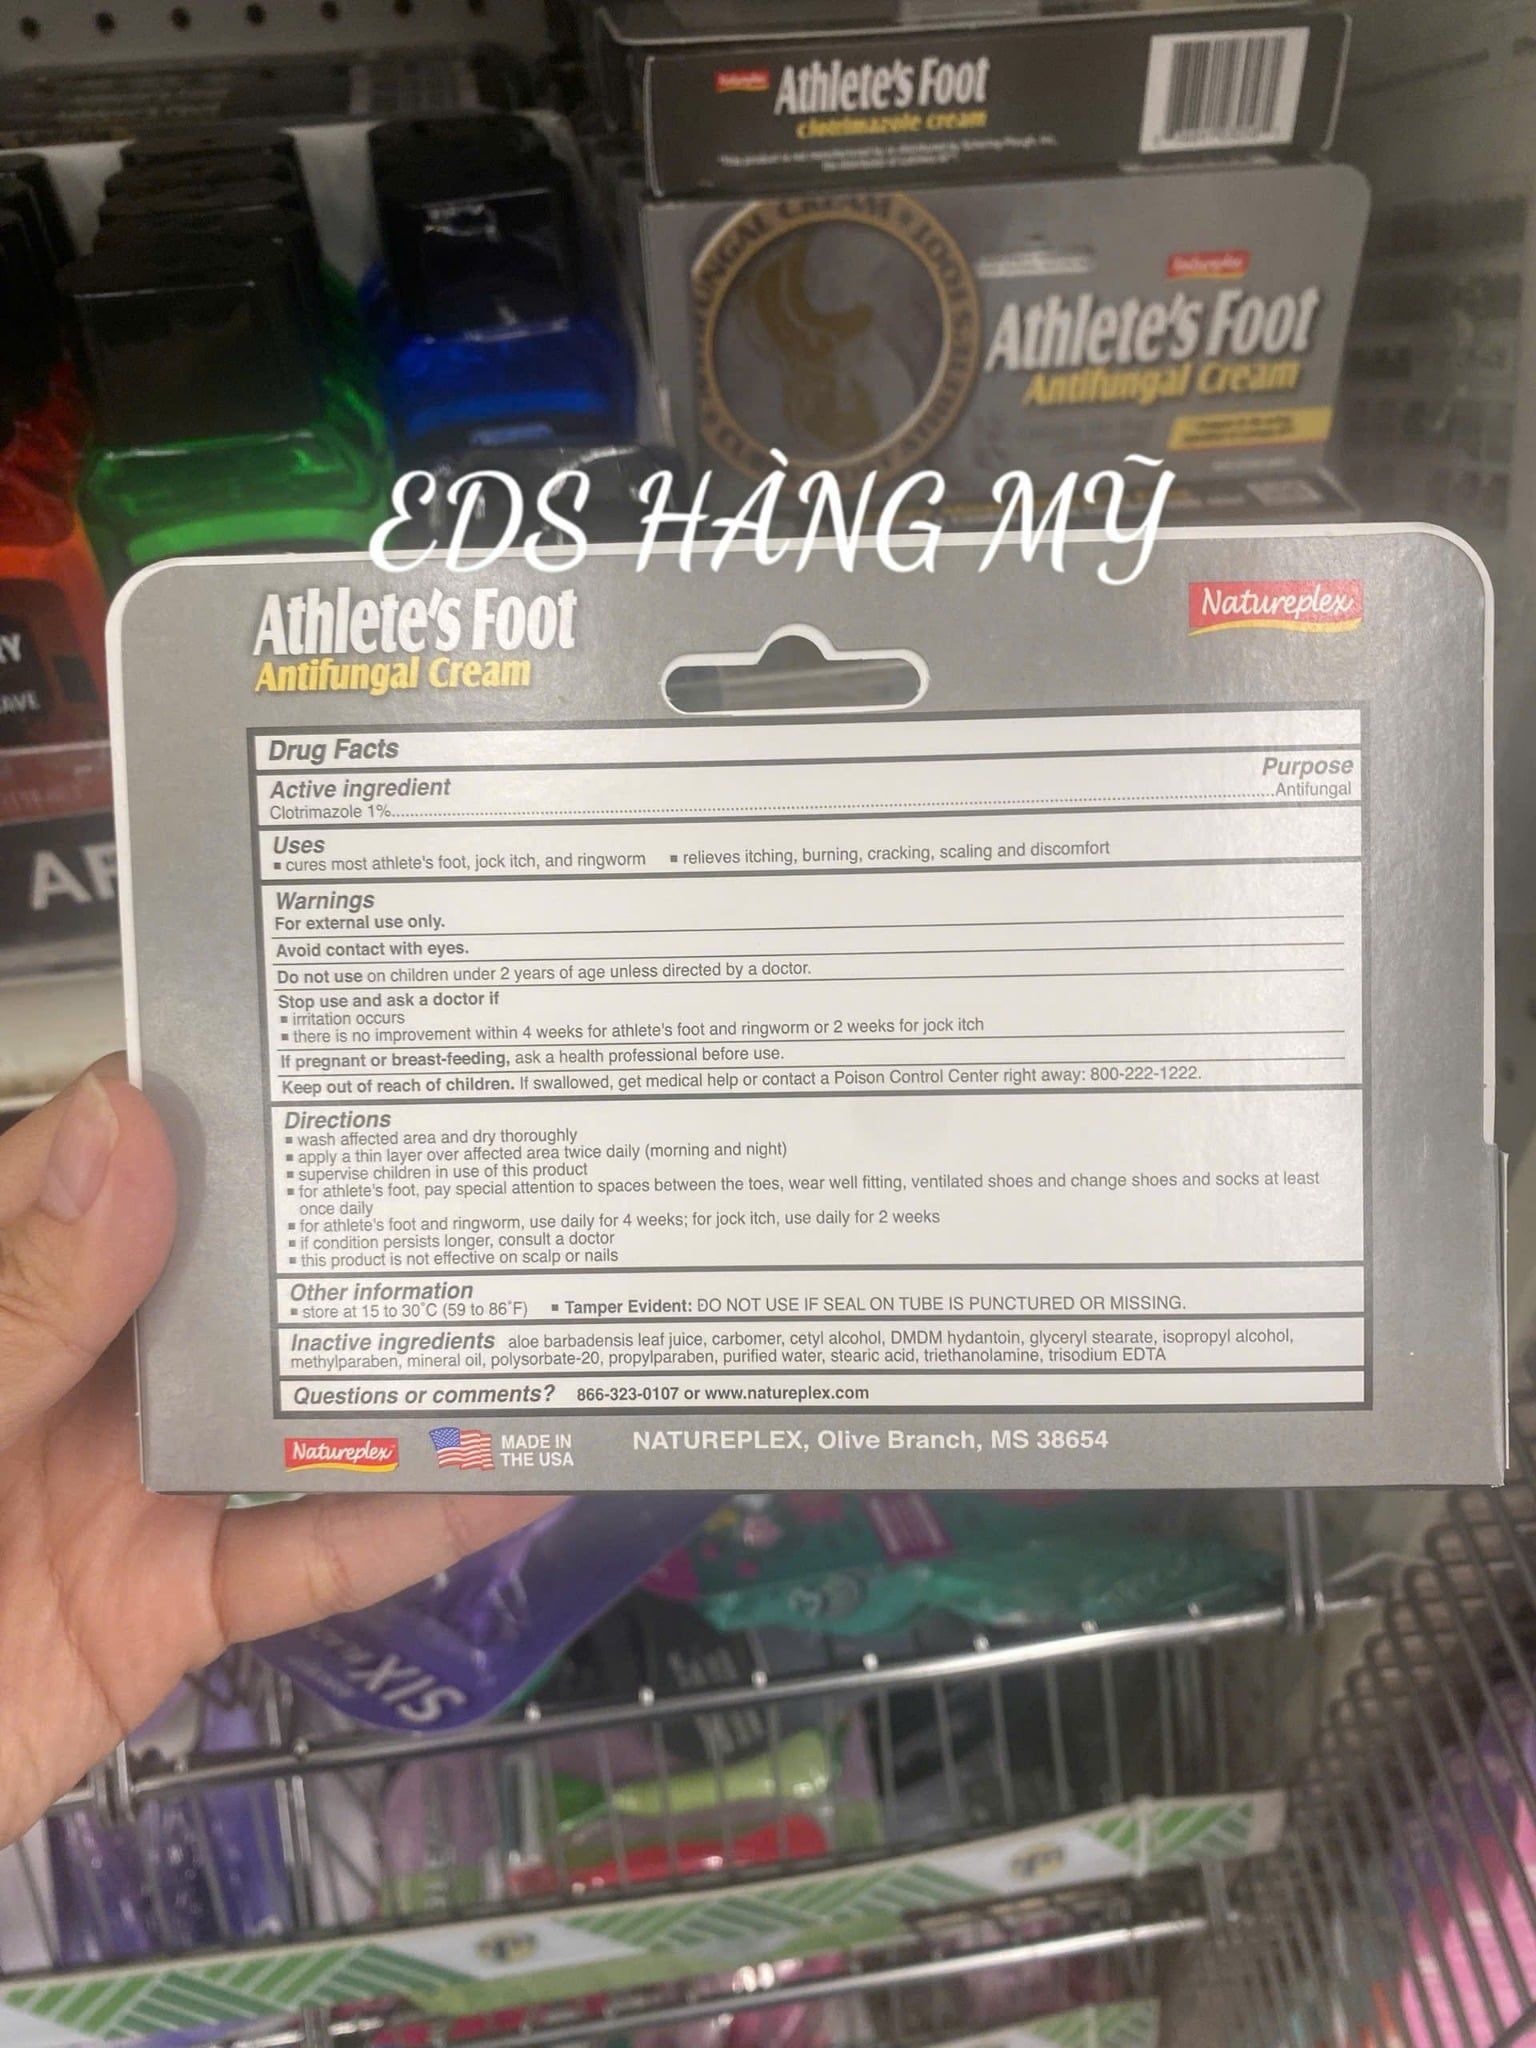 Natureplex
Athlete's Foot
clotrimazole cream
ANTIFUNGAL CREAM
Natureplex
Athlete's Foot
Antifungal Cream
EDS HÀNG MỸ
Athlete's Foot
Antifungal Cream
Natureplex
Drug Facts
Active ingredient Purpose
Clotrimazole 1%..........Antifungal
Uses
▪ cures most athlete's foot, jock itch, and ringworm ▪ relieves itching, burning, cracking, scaling and discomfort
Warnings
For external use only.
Avoid contact with eyes.
Do not use on children under 2 years of age unless directed by a doctor.
Stop use and ask a doctor if
▪ irritation occurs
▪ there is no improvement within 4 weeks for athlete's foot and ringworm or 2 weeks for jock itch
If pregnant or breast-feeding, ask a health professional before use.
Keep out of reach of children. If swallowed, get medical help or contact a Poison Control Center right away: 800-222-1222.
Directions
▪ wash affected area and dry thoroughly
▪ apply a thin layer over affected area twice daily (morning and night)
▪ supervise children in use of this product
▪ for athlete's foot, pay special attention to spaces between the toes, wear well fitting, ventilated shoes and change shoes and socks at least
once daily
▪ for athlete's foot and ringworm, use daily for 4 weeks; for jock itch, use daily for 2 weeks
▪ if condition persists longer, consult a doctor
▪ this product is not effective on scalp or nails
Other information
▪ store at 15 to 30°C (59 to 86°F) ▪ Tamper Evident: DO NOT USE IF SEAL ON TUBE IS PUNCTURED OR MISSING.
Inactive ingredients aloe barbadensis leaf juice, carbomer, cetyl alcohol, DMDM hydantoin, glyceryl stearate, isopropyl alcohol,
methylparaben, mineral oil, polysorbate-20, propylparaben, purified water, stearic acid, triethanolamine, trisodium EDTA
Questions or comments? 866-323-0107 or www.natureplex.com
Natureplex
MADE IN
THE USA
NATUREPLEX, Olive Branch, MS 38654
AF
SIX